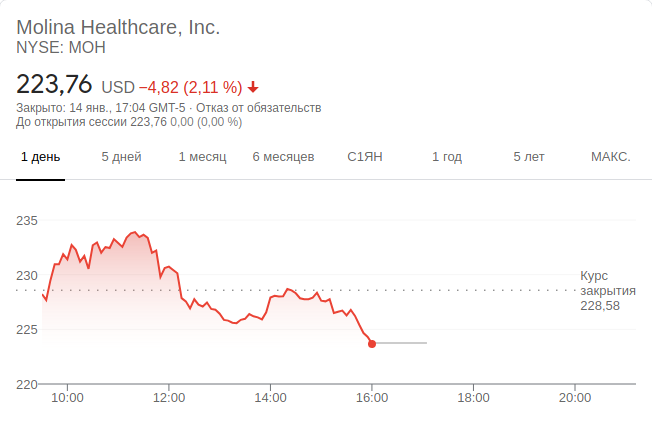 Molina Healthcare, Inc.
NYSE: MOH
223,76 USD −4,82 (2,11 %)
Закрыто: 14 янв., 17:04 GMT-5 · Отказ от обязательств
До открытия сессии 223,76 0,00 (0,00 %)
1 день 5 дней 1 месяц 6 месяцев С1ЯН 1 год 5 лет МАКС.
235
230
Курс
закрытия
228,58
225
220
10:00 12:00 14:00 16:00 18:00 20:00